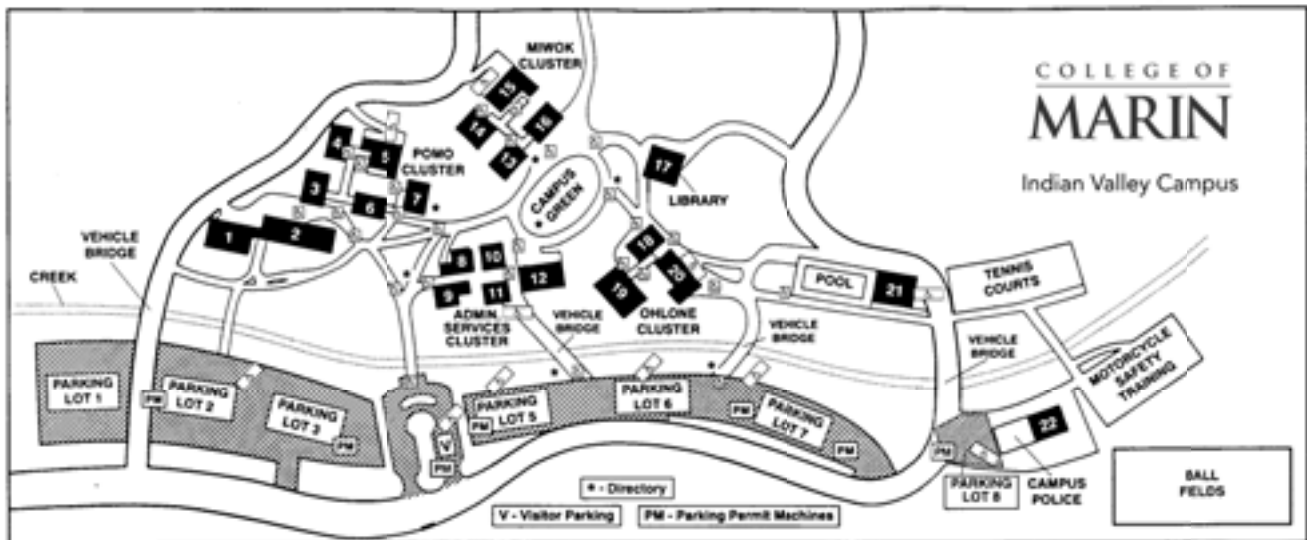 MIWOK
CLUSTER
COLLEGE OF
MARIN
Indian Valley Campus
15
14
16
13
4
5
POMO
CLUSTER
3
6
7
17
LIBRARY
CAMPUS
GREEN
1
2
VEHICLE
BRIDGE
CREEK
8
10
9
11
12
18
19
20
ADMIN
SERVICES
CLUSTER
VEHICLE
BRIDGE
OHLONE
CLUSTER
POOL
21
TENNIS
COURTS
VEHICLE
BRIDGE
VEHICLE
BRIDGE
MOTORCYCLE
SAFETY
TRAINING
PARKING
LOT 1
PM
PARKING
LOT 2
PARKING
LOT 3
PM
V
PM
PARKING
LOT 5
PM
PARKING
LOT 6
PM
PARKING
LOT 7
PM
PM
22
PARKING
LOT 8
CAMPUS
POLICE
BALL
FIELDS
* - Directory
V - Visitor Parking
PM - Parking Permit Machines